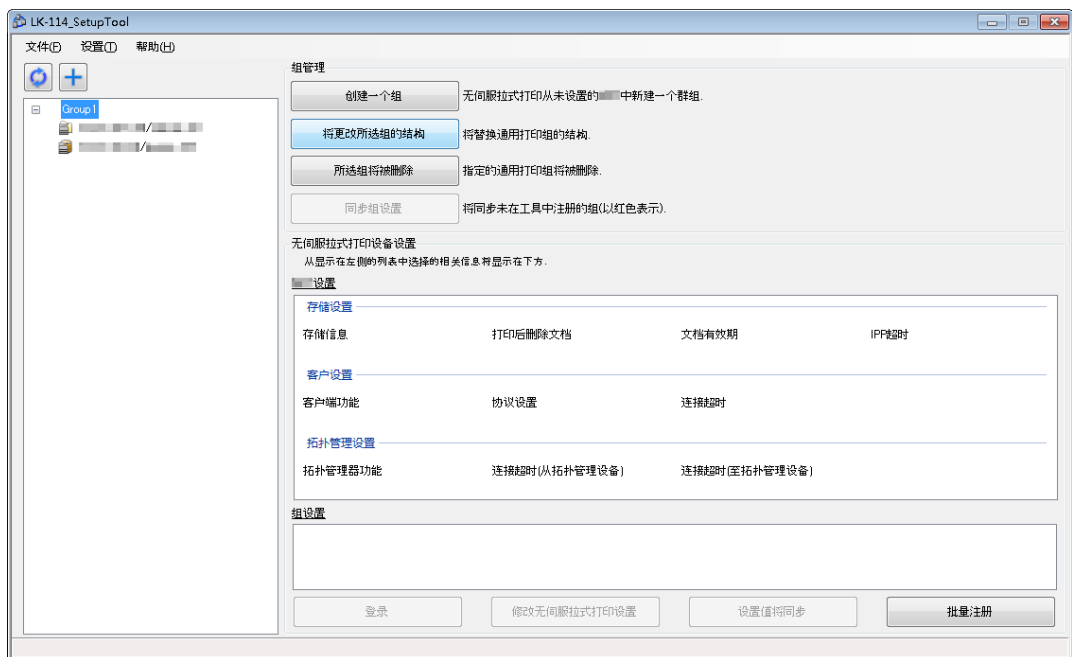 LK-114_SetupTool
文件(F) 设置(T) 帮助(H)
组管理
创建一个组 无伺服拉式打印从未设置的 中新建一个群组.
Group1
将更改所选组的结构 将替换通用打印组的结构.
所选组将被删除 指定的通用打印组将被删除.
同步组设置 将同步未在工具中注册的组(以红色表示).
无伺服拉式打印设备设置
从显示在左侧的列表中选择的相关信息将显示在下方.
设置
存储设置
存储信息 打印后删除文档 文档有效期 IPP超时
客户设置
客户端功能 协议设置 连接超时
拓扑管理设置
拓扑管理器功能 连接超时(从拓扑管理设备) 连接超时(至拓扑管理设备)
组设置
登录 修改无伺服拉式打印设置 设置值将同步 批量注册